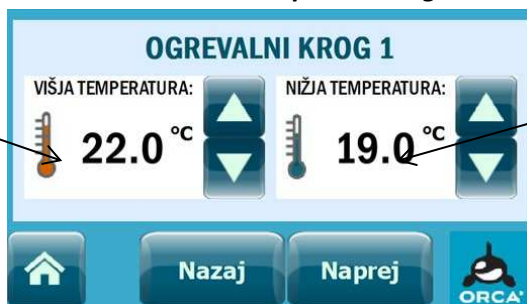 OGREVALNI KROG 1
VIŠJA TEMPERATURA: NIŽJA TEMPERATURA:
22.0 °C 19.0 °C
Nazaj Naprej
ORCA